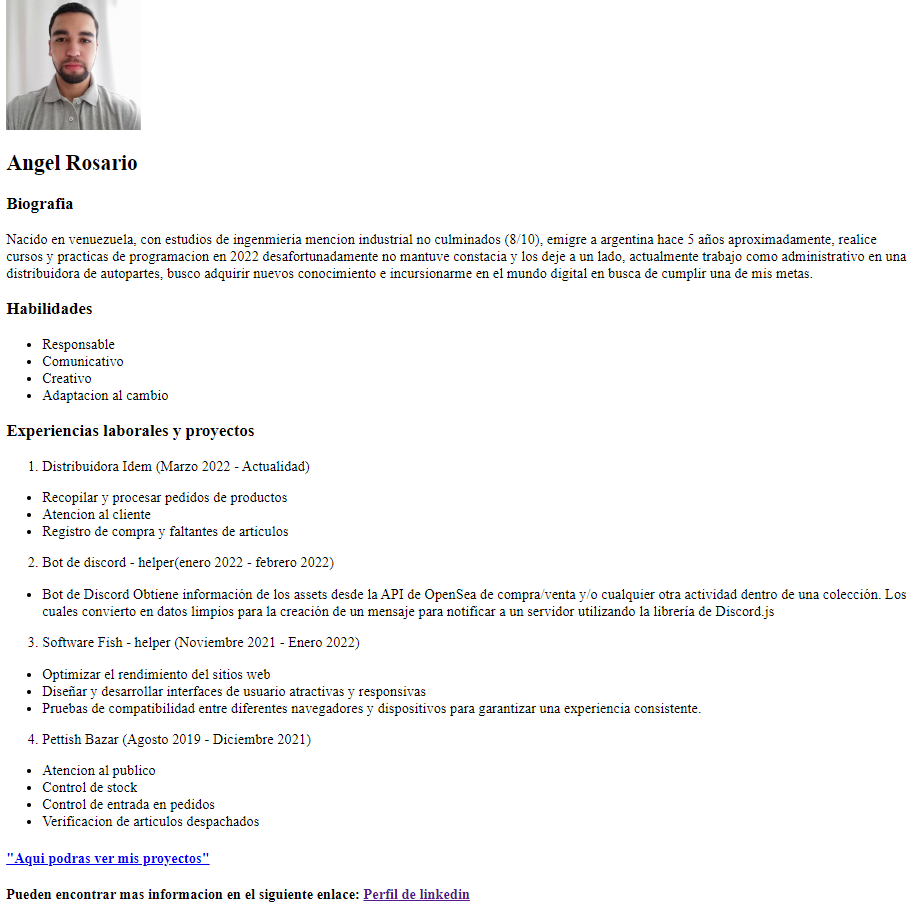 Angel Rosario
Biografia
Nacido en venuezuela, con estudios de ingenmieria mencion industrial no culminados (8/10), emigre a argentina hace 5 años aproximadamente, realice
cursos y practicas de programacion en 2022 desafortunadamente no mantuve constacia y los deje a un lado, actualmente trabajo como administrativo en una
distribuidora de autopartes, busco adquirir nuevos conocimiento e incursionarme en el mundo digital en busca de cumplir una de mis metas.
Habilidades
• Responsable
• Comunicativo
• Creativo
• Adaptacion al cambio
Experiencias laborales y proyectos
1. Distribuidora Idem (Marzo 2022 - Actualidad)
• Recopilar y procesar pedidos de productos
• Atencion al cliente
• Registro de compra y faltantes de articulos
2. Bot de discord - helper(enero 2022 - febrero 2022)
• Bot de Discord Obtiene información de los assets desde la API de OpenSea de compra/venta y/o cualquier otra actividad dentro de una colección. Los
cuales convierto en datos limpios para la creación de un mensaje para notificar a un servidor utilizando la librería de Discord.js
3. Software Fish - helper (Noviembre 2021 - Enero 2022)
• Optimizar el rendimiento del sitios web
• Diseñar y desarrollar interfaces de usuario atractivas y responsivas
• Pruebas de compatibilidad entre diferentes navegadores y dispositivos para garantizar una experiencia consistente.
4. Pettish Bazar (Agosto 2019 - Diciembre 2021)
• Atencion al publico
• Control de stock
• Control de entrada en pedidos
• Verificacion de articulos despachados
"Aqui podras ver mis proyectos"
Pueden encontrar mas informacion en el siguiente enlace: Perfil de linkedin